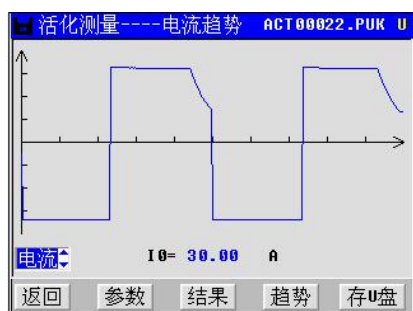 活化测量----电流趋势 ACT00022.PUK U
电流 I0= 30.00 A
返回 参数 结果 趋势 存U盘